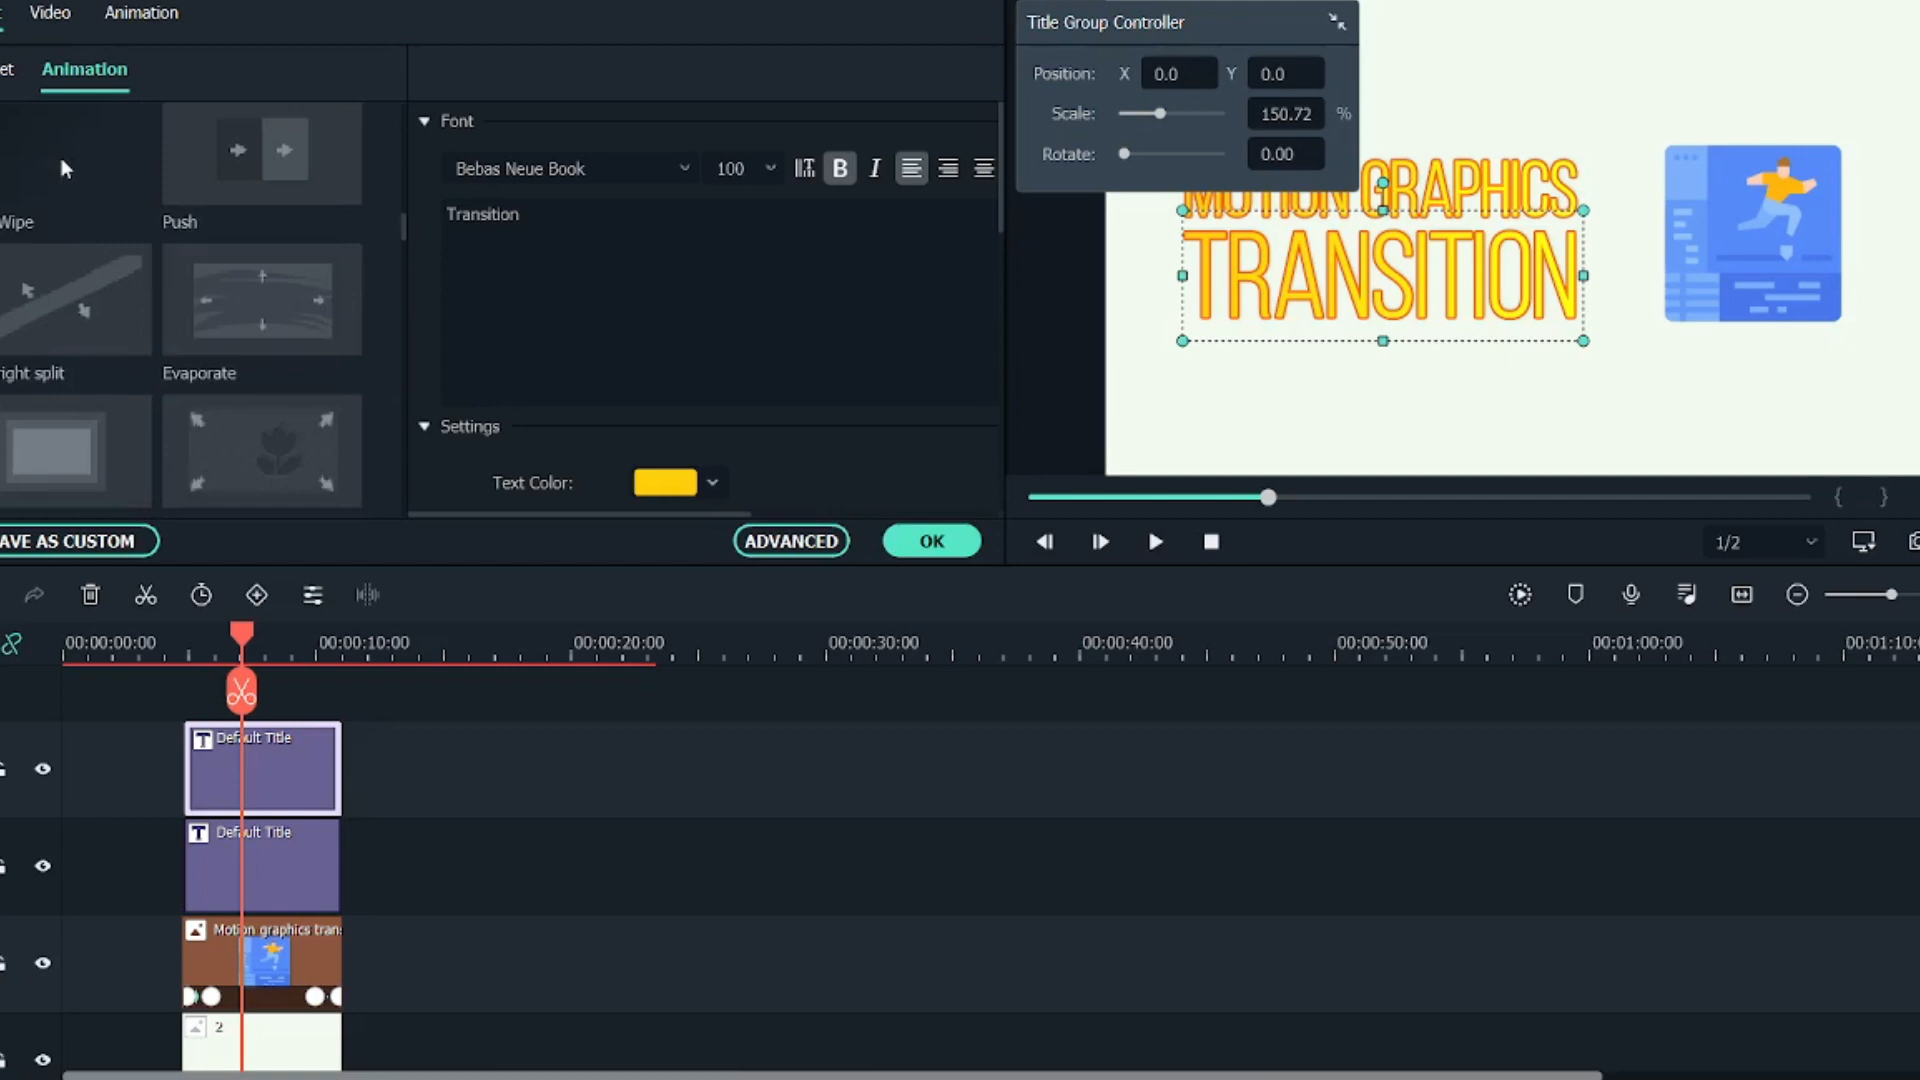 Video Animation
et Animation
Wipe
Push
ight split
Evaporate
AVE AS CUSTOM
Font
Bebas Neue Book 100 B I
Transition
Settings
Text Color:
ADVANCED OK
Title Group Controller
Position: X 0.0 Y 0.0
Scale: 150.72 %
Rotate: 0.00
MOTION GRAPHICS
TRANSITION
{ }
1/2
00:00:00:00 00:00:10:00 00:00:20:00 00:00:30:00 00:00:40:00 00:00:50:00 00:01:00:00 00:01:10:0
T Default Title
T Default Title
Motion graphics tran
2